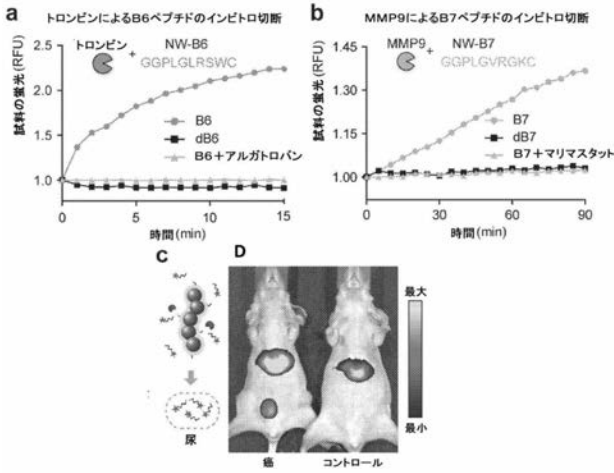 a トロンビンによるB6ペプチドのインビトロ切断
トロンビン + NW-B6
GGPLGLRSWC
試料の蛍光(RFU)
2.5
2.0
1.5
1.0
B6
dB6
B6+アルガトロバン
0 5 10 15
時間(min)
b MMP9によるB7ペプチドのインビトロ切断
MMP9 + NW-B7
GGPLGVRGKC
試料の蛍光(RFU)
1.45
1.30
1.15
1.00
B7
dB7
B7+マリマスタット
0 30 60 90
時間(min)
C
尿
D
癌 コントロール
最大
最小